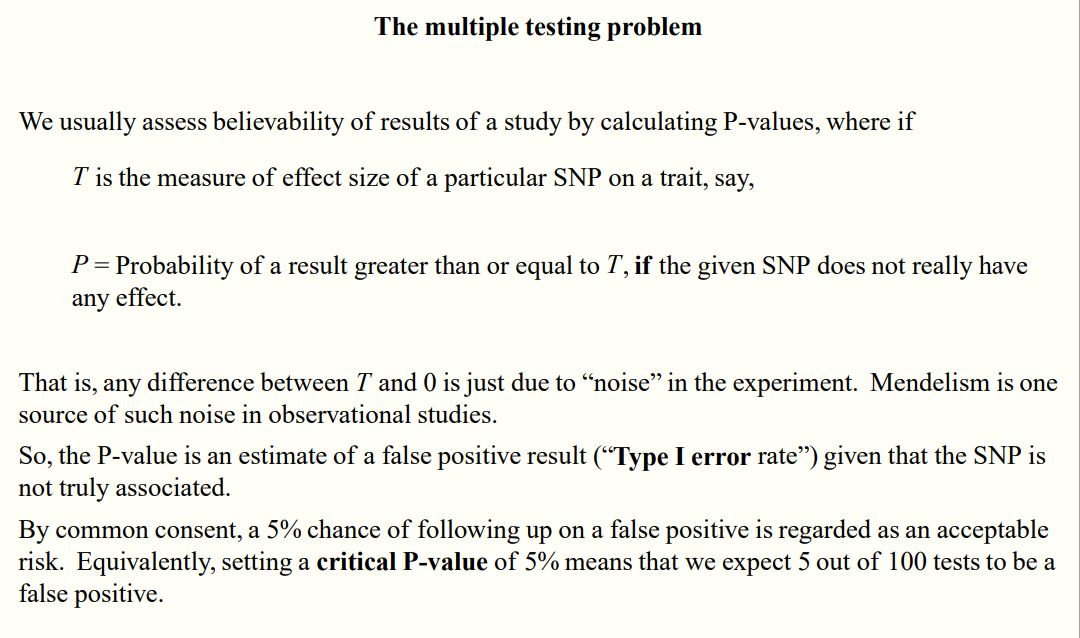 The multiple testing problem
We usually assess believability of results of a study by calculating P-values, where if
T is the measure of effect size of a particular SNP on a trait, say,
P = Probability of a result greater than or equal to T, if the given SNP does not really have
any effect.
That is, any difference between T and 0 is just due to “noise” in the experiment.  Mendelism is one
source of such noise in observational studies.
So, the P-value is an estimate of a false positive result (“Type I error rate”) given that the SNP is
not truly associated.
By common consent, a 5% chance of following up on a false positive is regarded as an acceptable
risk.  Equivalently, setting a critical P-value of 5% means that we expect 5 out of 100 tests to be a
false positive.